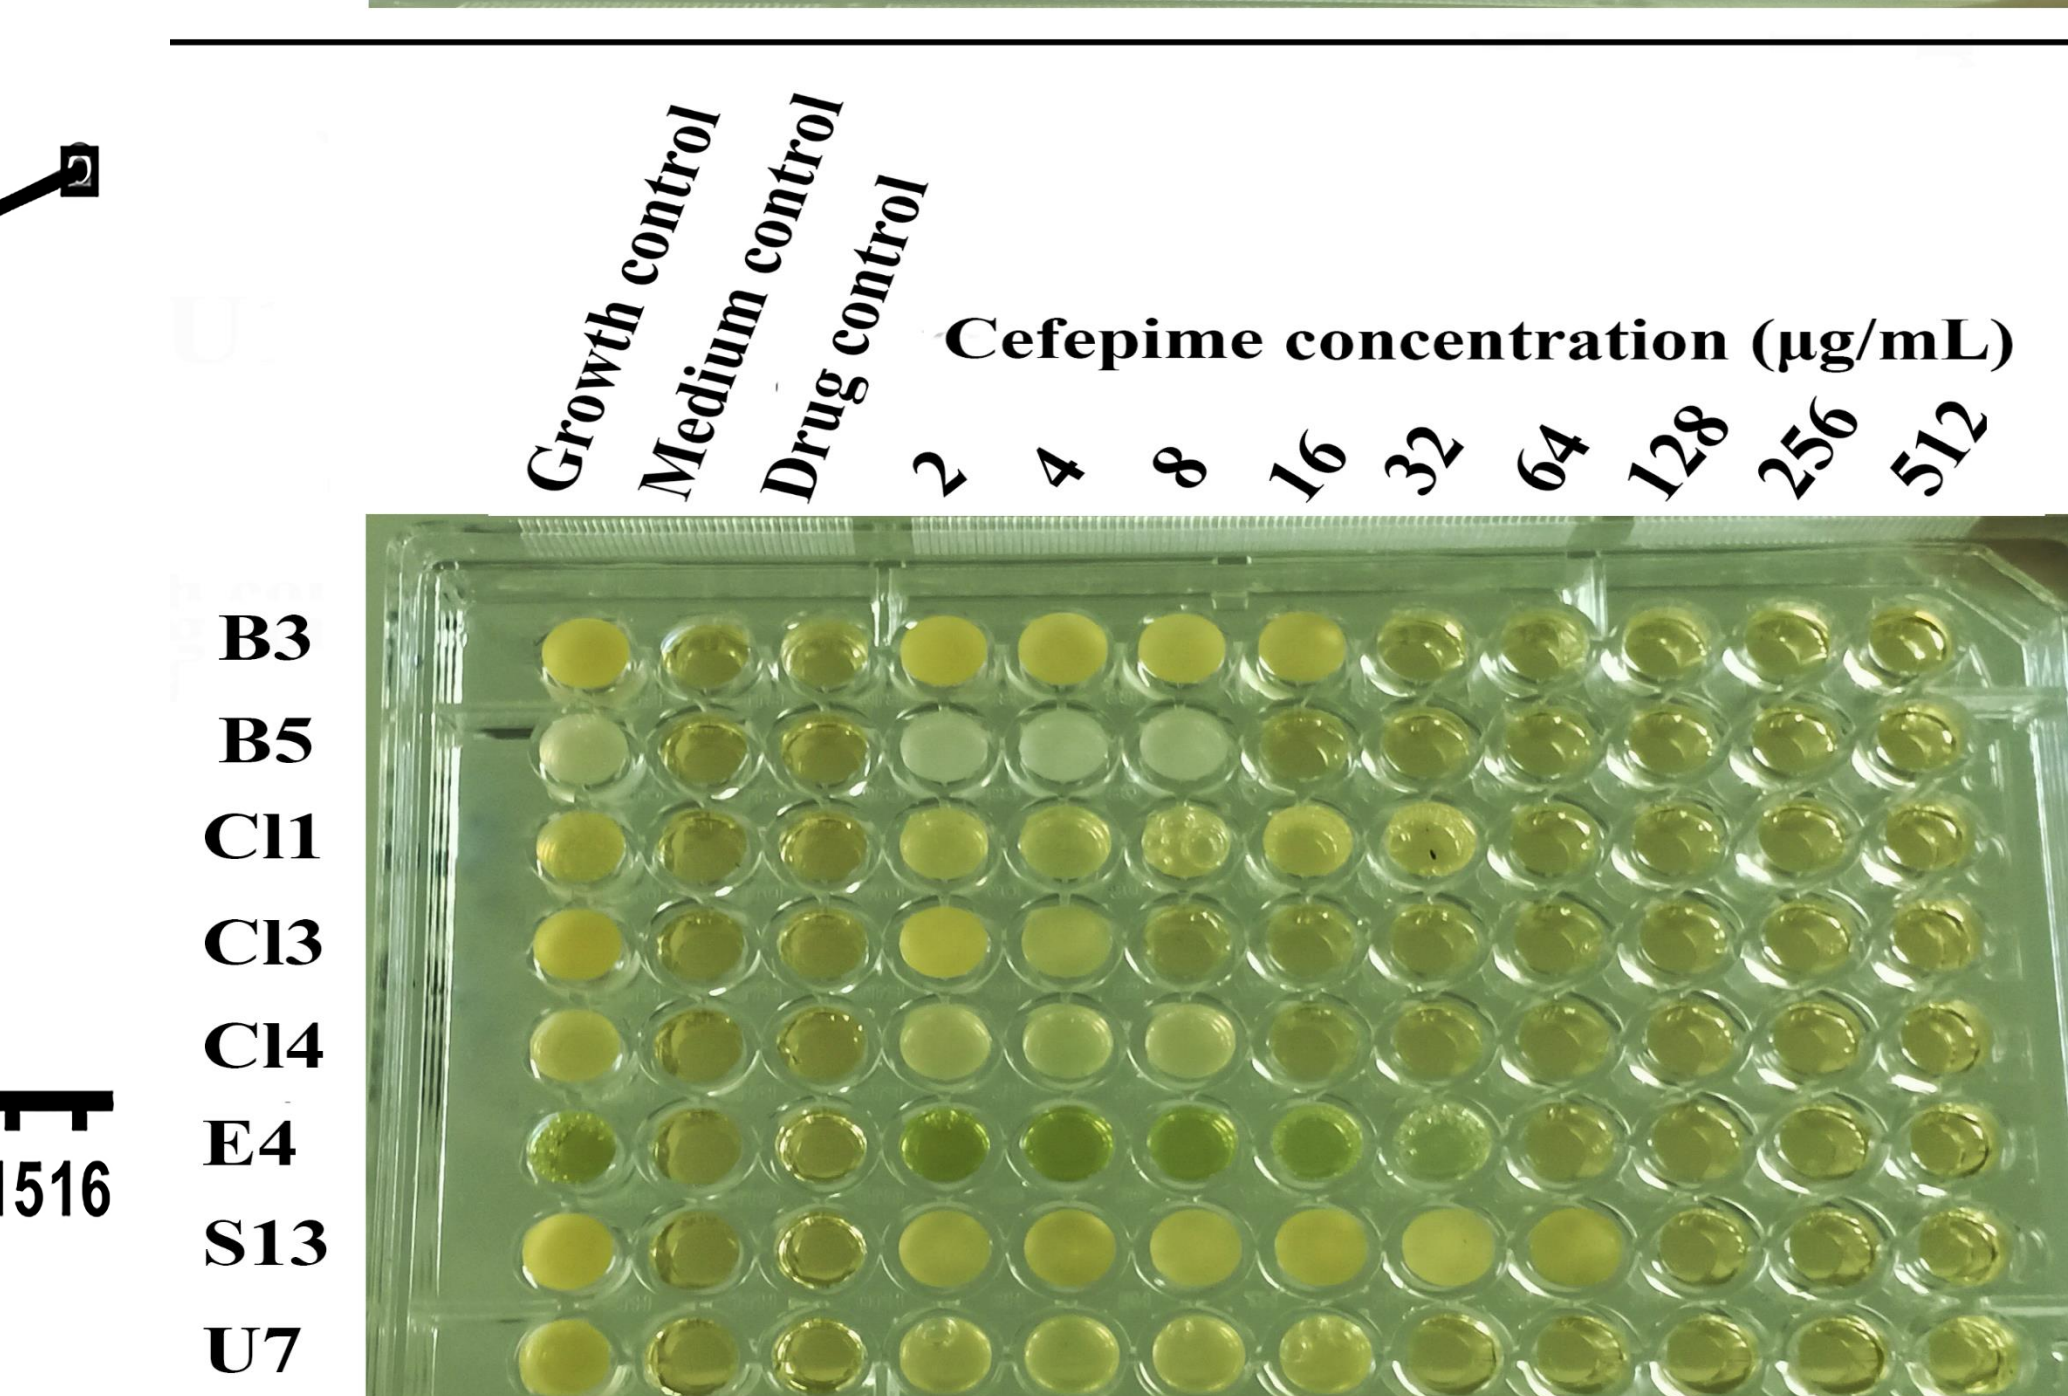 Growth control
Medium control
Drug control
Cefepime concentration (µg/mL)
2 4 8 16 32 64 128 256 512
B3
B5
Cl1
Cl3
Cl4
E4
S13
U7
1516